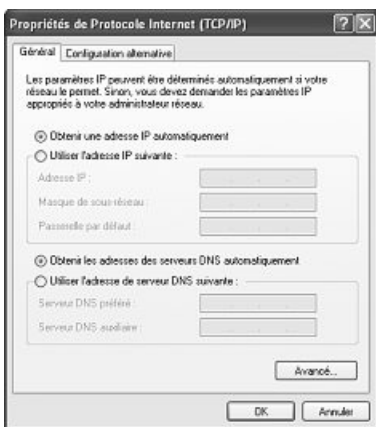 Propriétés de Protocole Internet (TCP/IP)
Général
Configuration alternative
Les paramètres IP peuvent être déterminés automatiquement si votre
réseau le permet. Sinon, vous devez demander les paramètres IP
appropriés à votre administrateur réseau.
Obtenir une adresse IP automatiquement
Utiliser l'adresse IP suivante :
Adresse IP :
Masque de sous-réseau :
Passerelle par défaut :
Obtenir les adresses des serveurs DNS automatiquement
Utiliser l'adresse de serveur DNS suivante :
Serveur DNS préféré :
Serveur DNS auxiliaire :
Avancé...
OK
Annuler